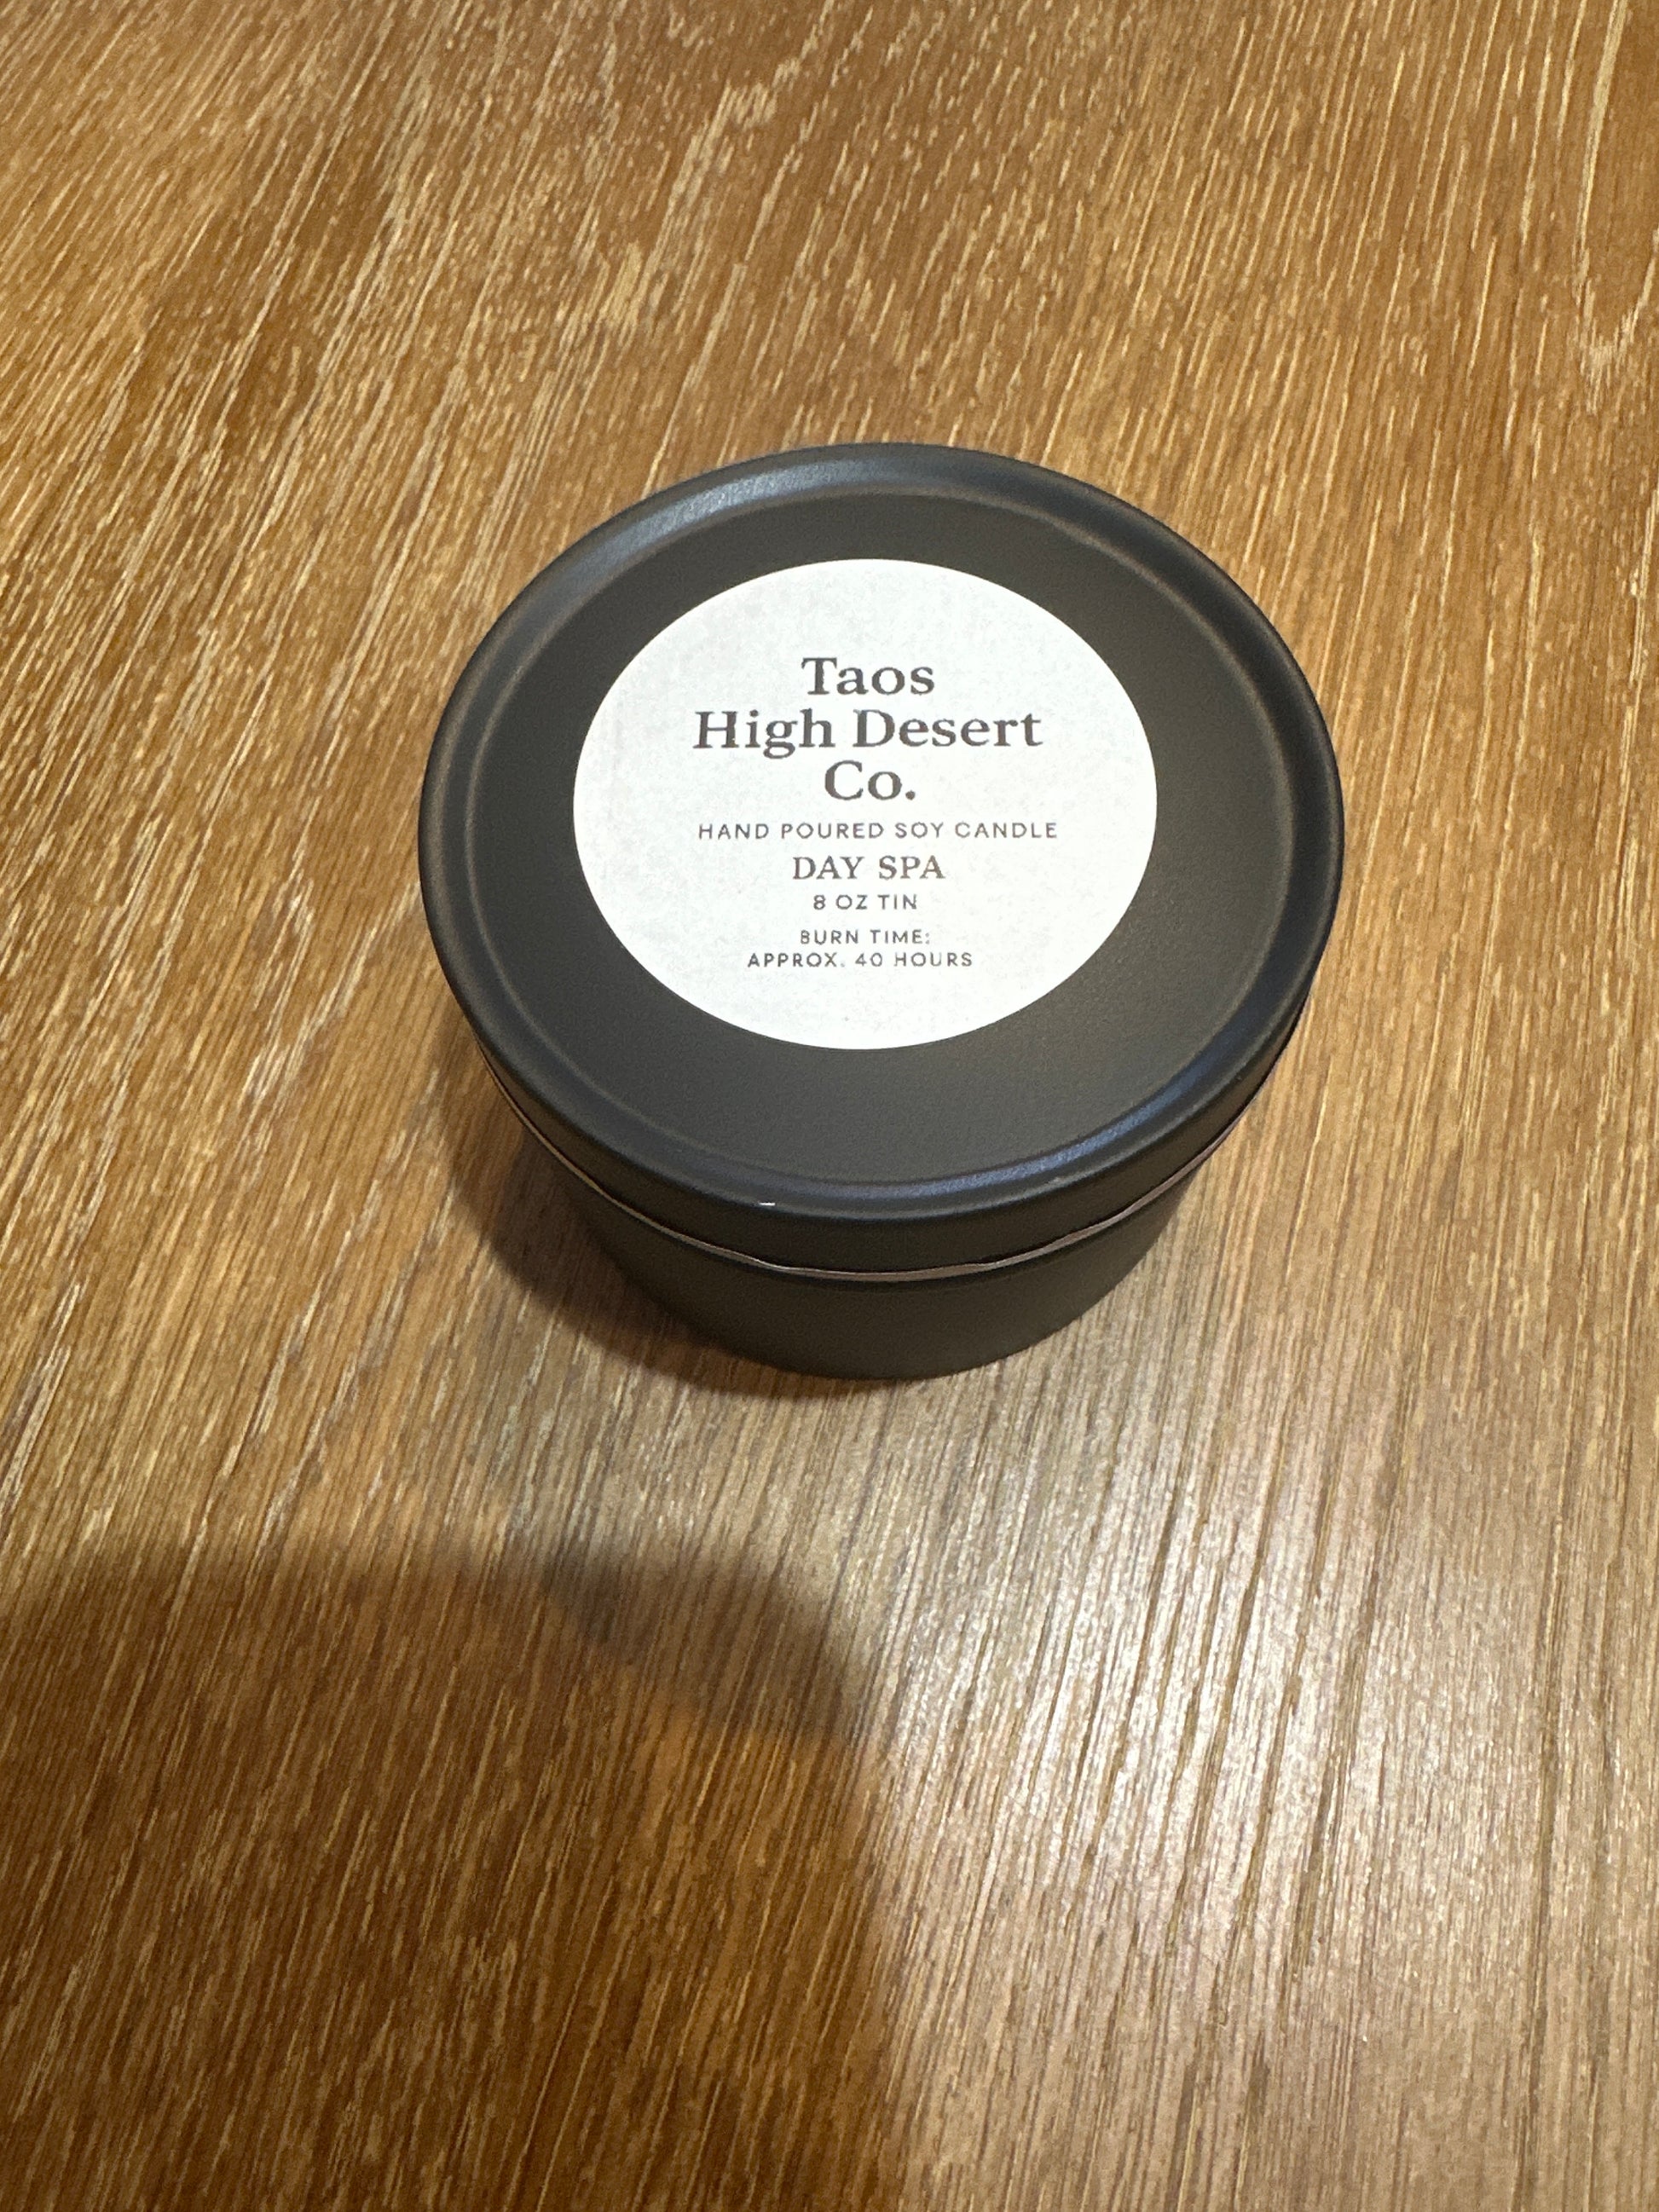 Taos
High Desert
Co.
HAND POURED SOY CANDLE
DAY SPA
8 OZ TIN
BURN TIME:
APPROX. 40 HOURS